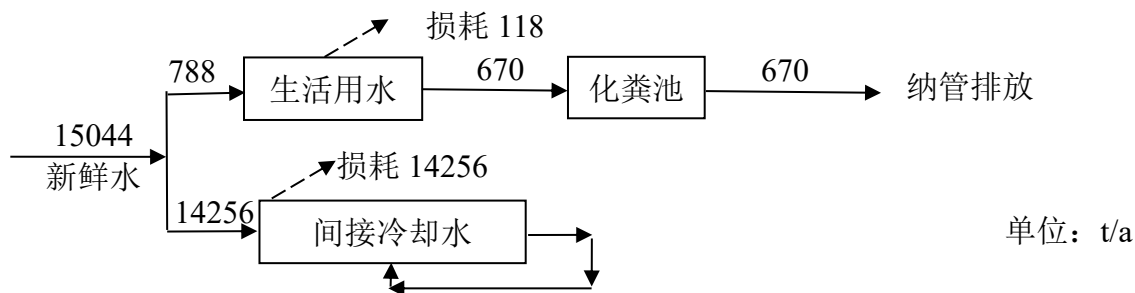 损耗 118
788
生活用水
670
化粪池
670
纳管排放
15044
新鲜水
损耗 14256
14256
间接冷却水
单位：t/a